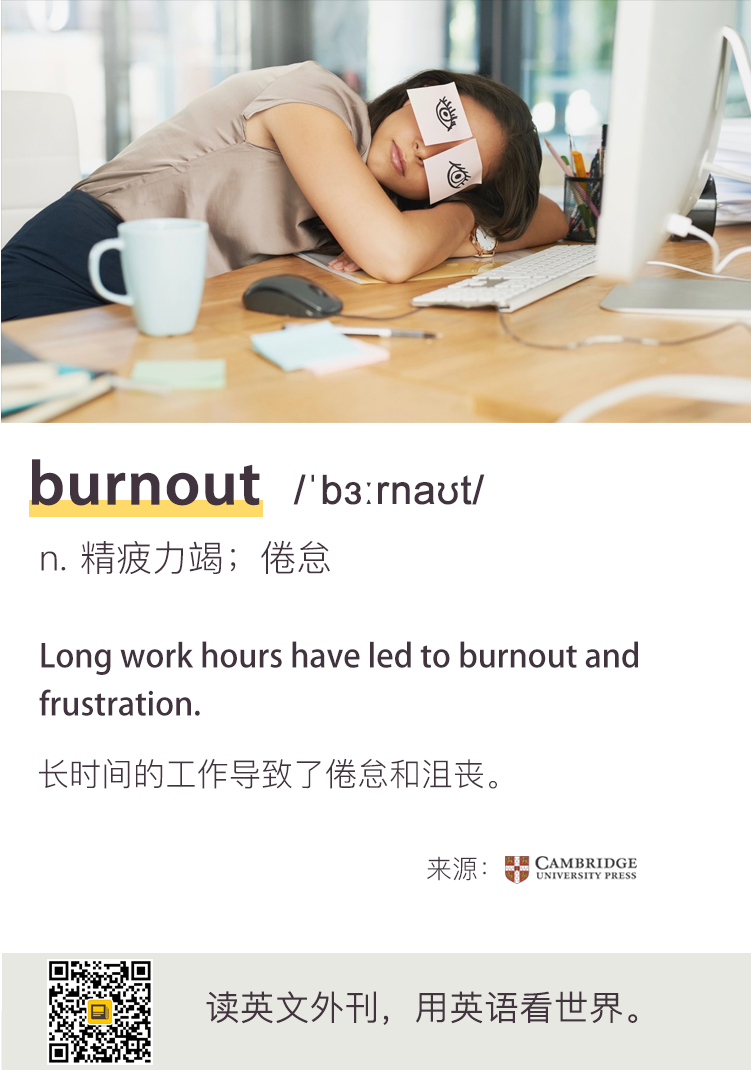 burnout /ˈbɜːrnaʊt/
n. 精疲力竭；倦怠
Long work hours have led to burnout and
frustration.
长时间的工作导致了倦怠和沮丧。
来源： CAMBRIDGE
UNIVERSITY PRESS
读英文外刊，用英语看世界。